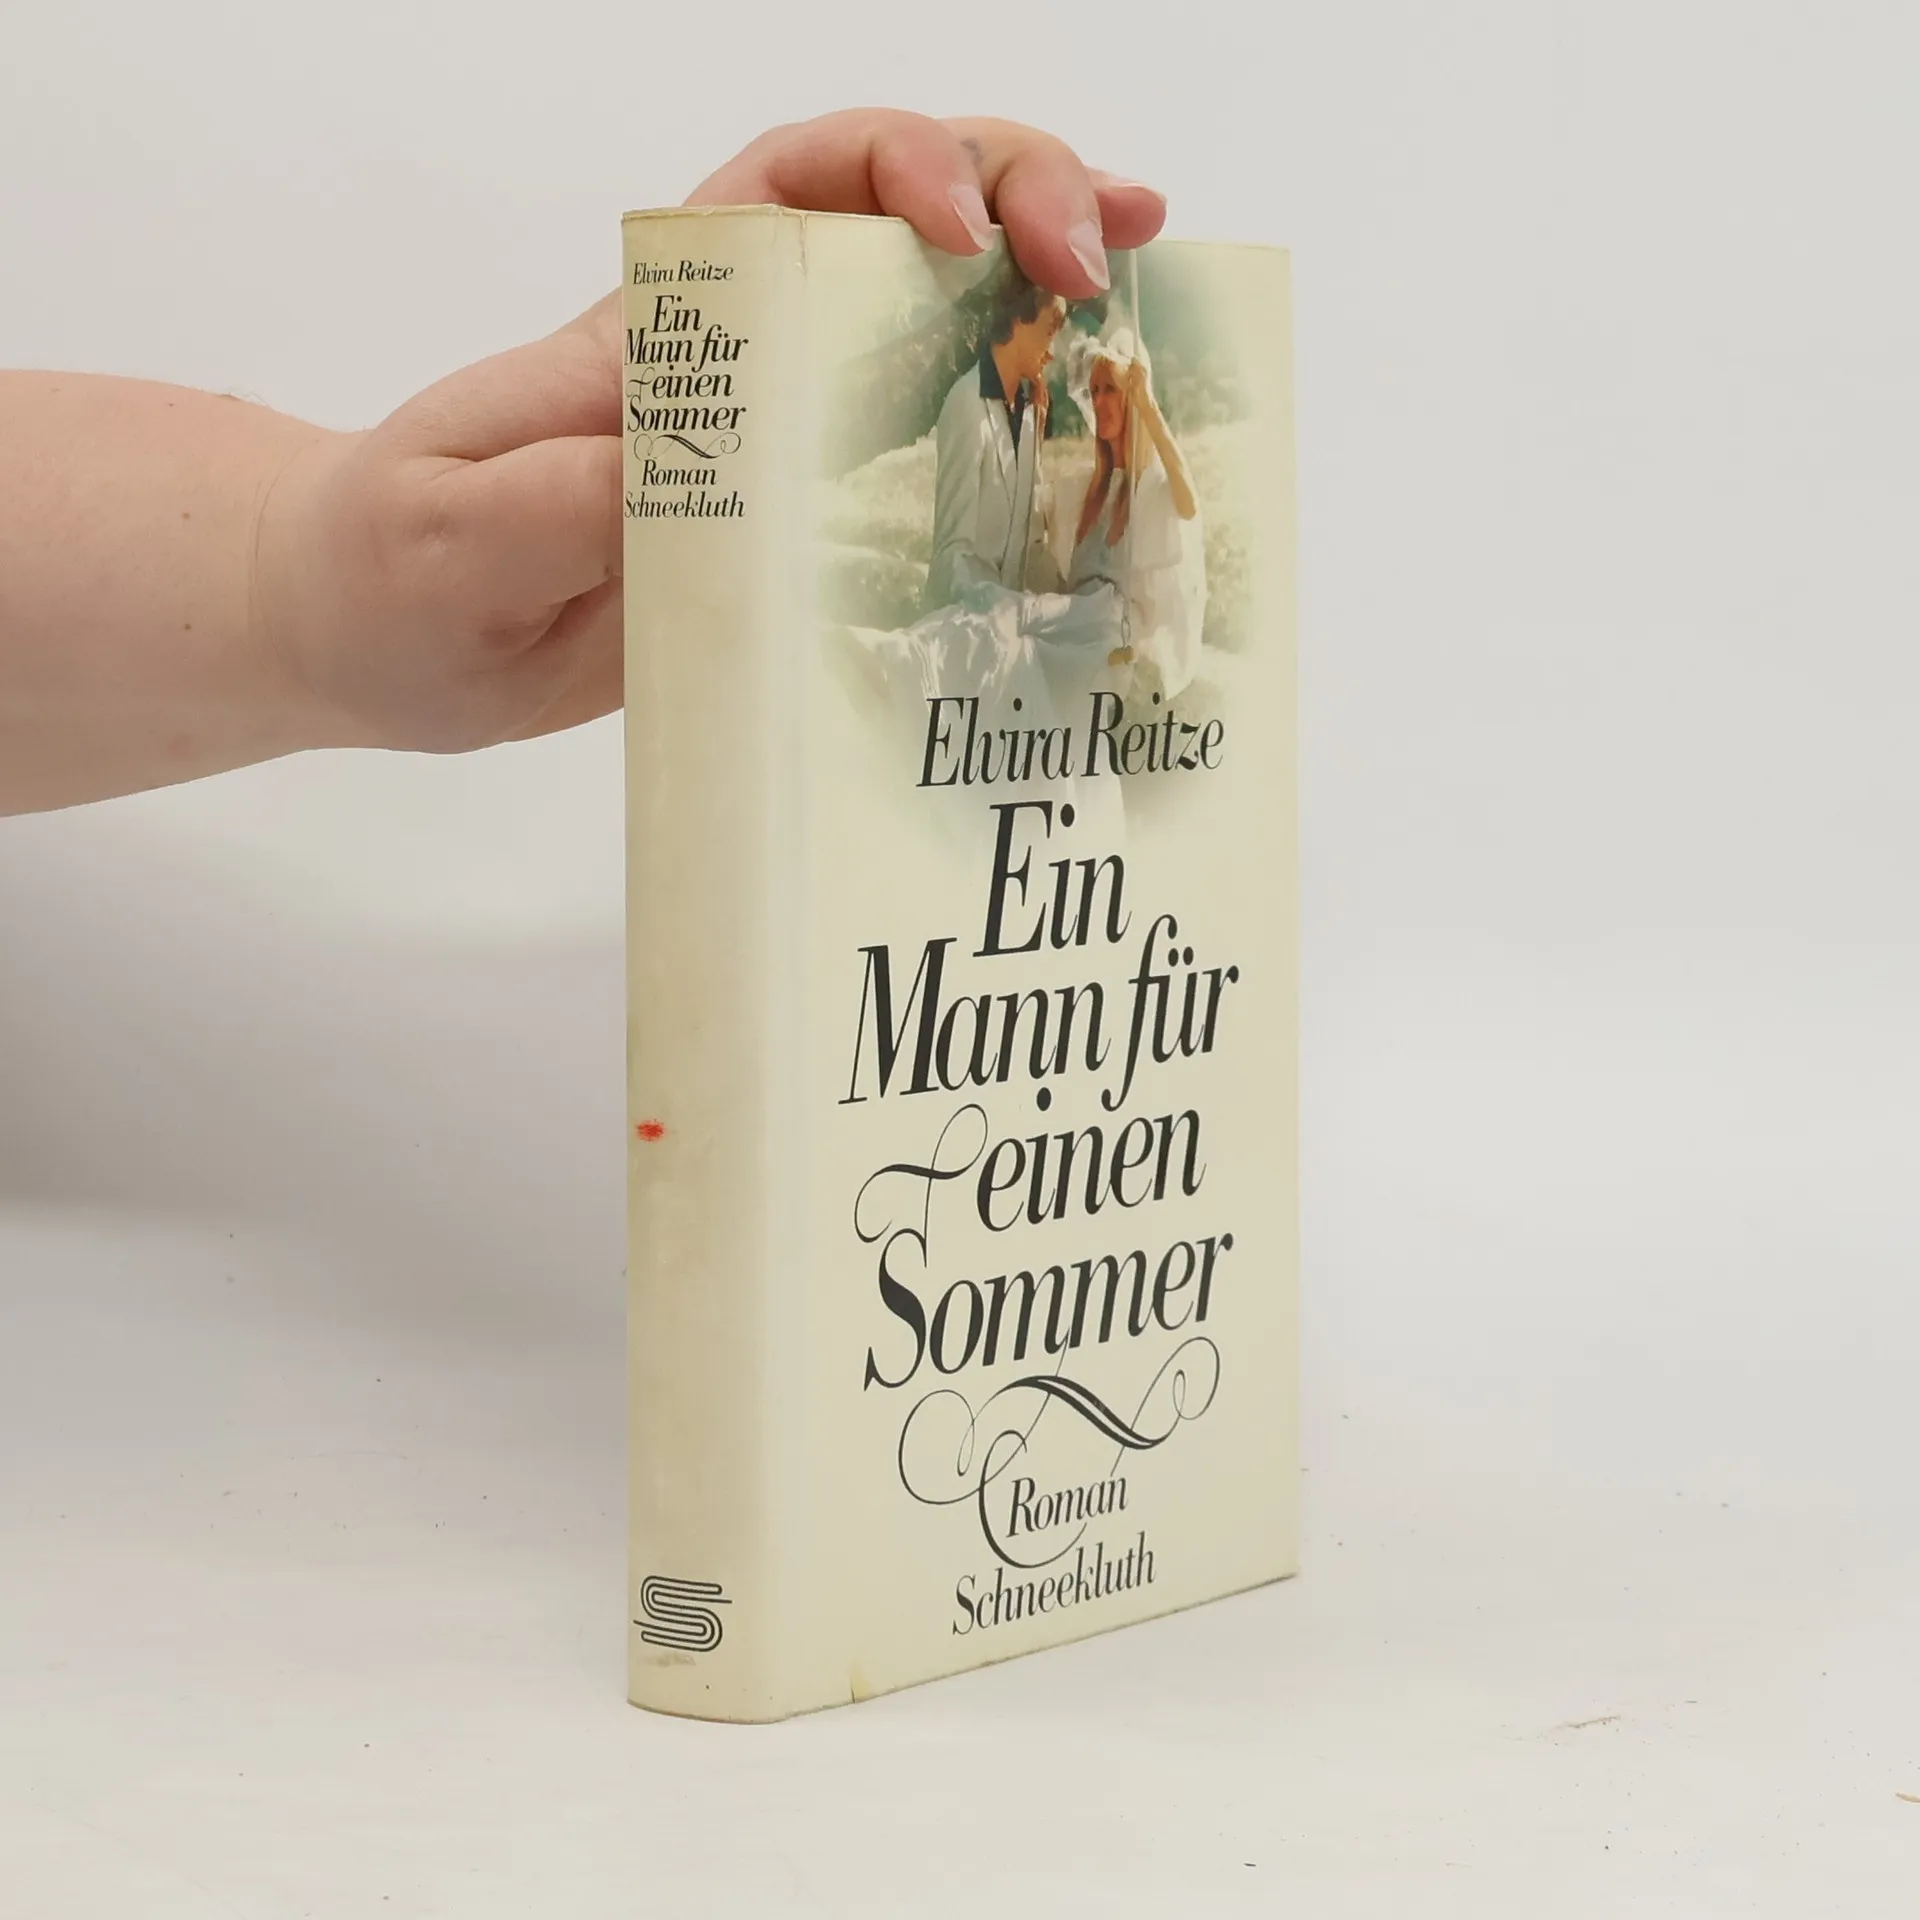 Elvira Reitze
Ein
Mann für
einen
Sommer
Roman
Schneekluth
Elvira Reitze
Ein
Mann für
einen
Sommer
Roman
Schneekluth